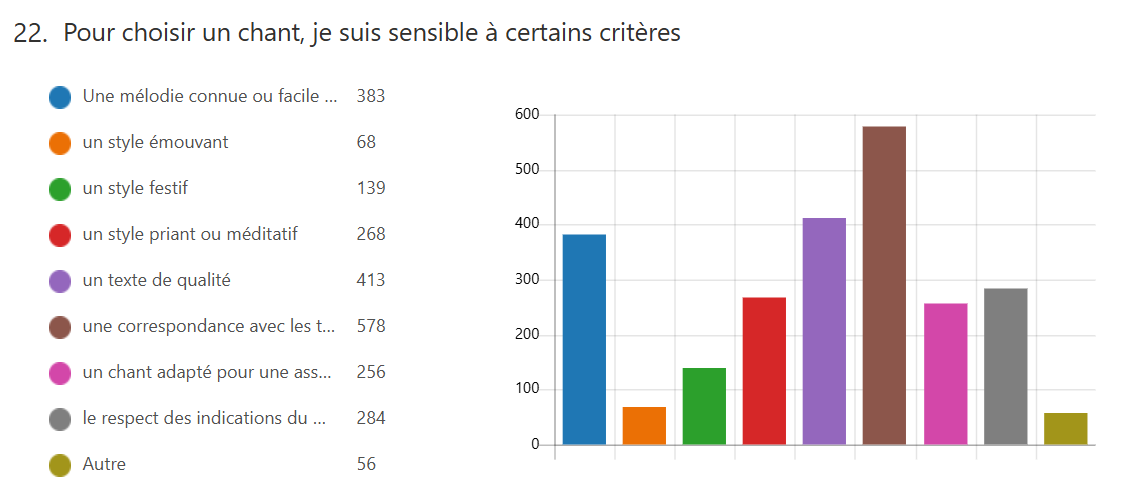 22. Pour choisir un chant, je suis sensible à certains critères
Une mélodie connue ou facile ... 383
un style émouvant 68
un style festif 139
un style priant ou méditatif 268
un texte de qualité 413
une correspondance avec les t... 578
un chant adapté pour une ass... 256
le respect des indications du ... 284
Autre 56
600
500
400
300
200
100
0